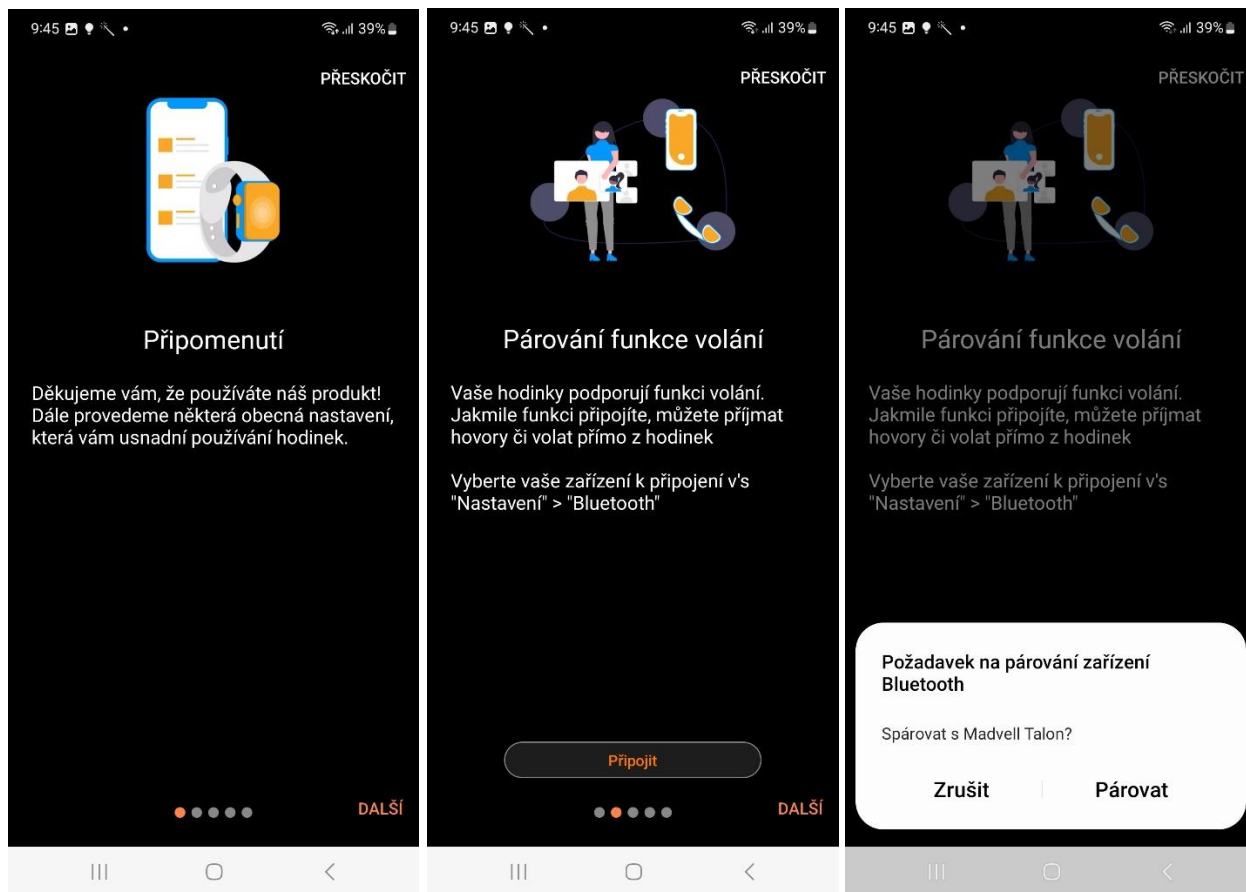 9:45
39%
PŘESKOČIT
Připomenutí
Děkujeme vám, že používáte náš produkt!
Dále provedeme některá obecná nastavení,
která vám usnadní používání hodinek.
DALŠÍ
9:45
39%
PŘESKOČIT
Párování funkce volání
Vaše hodinky podporují funkci volání.
Jakmile funkci připojíte, můžete příjmat
hovory či volat přímo z hodinek
Vyberte vaše zařízení k připojení v's
"Nastavení" > "Bluetooth"
Připojit
DALŠÍ
9:45
39%
PŘESKOČIT
Párování funkce volání
Vaše hodinky podporují funkci volání.
Jakmile funkci připojíte, můžete příjmat
hovory či volat přímo z hodinek
Vyberte vaše zařízení k připojení v's
"Nastavení" > "Bluetooth"
Požadavek na párování zařízení
Bluetooth
Spárovat s Madvell Talon?
Zrušit Párovat